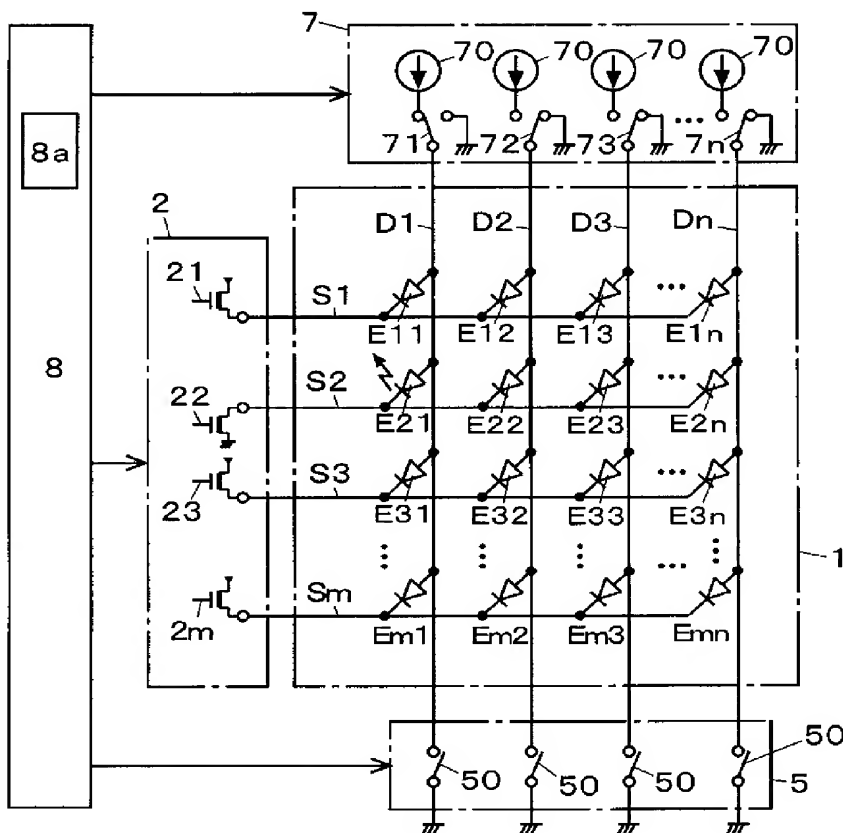 7
70 70 70 70
8a
71 72 73 ... 7n
2
D1 D2 D3 Dn
21
S1
E11 E12 E13 ... E1n
8
22
S2
E21 E22 E23 ... E2n
23
S3
E31 E32 E33 ... E3n
1
2m
Sm
Em1 Em2 Em3 ... Emn
50
50 50 50 5